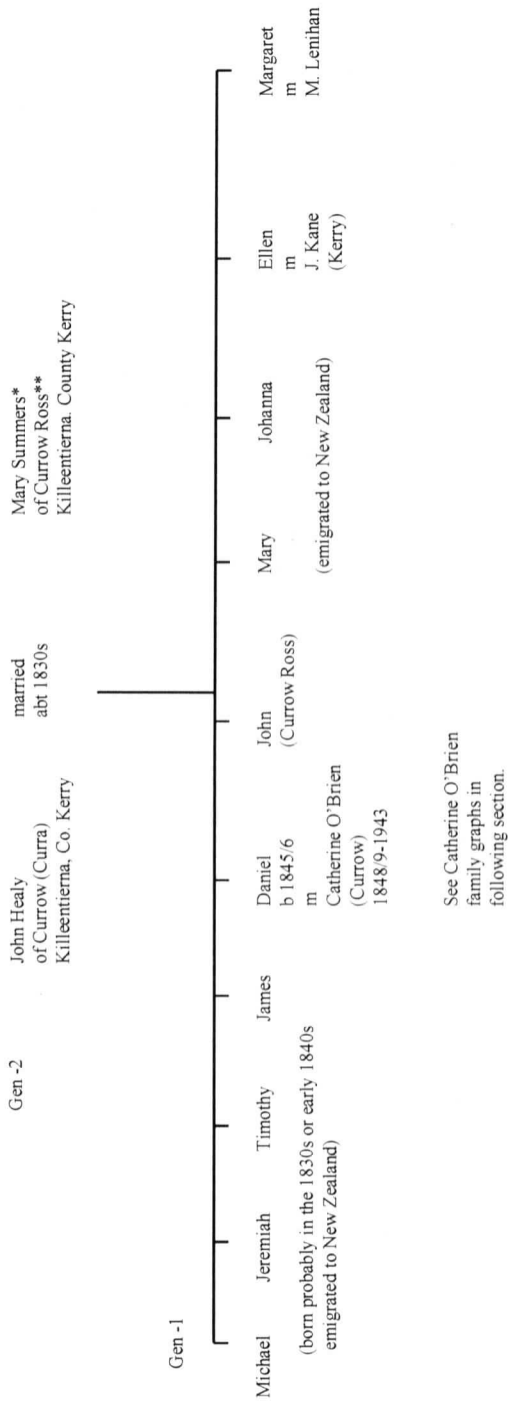 Gen -2
John Healy
of Currow (Curra)
Killeentierna, Co. Kerry
married
abt 1830s
Mary Summers*
of Currow Ross**
Killeentierna. County Kerry
Gen -1
Michael
Jeremiah
Timothy
(born probably in the 1830s or early 1840s
emigrated to New Zealand)
James
Daniel
b 1845/6
m
Catherine O'Brien
(Currow)
1848/9-1943
See Catherine O'Brien
family graphs in
following section.
John
(Currow Ross)
Mary
Johanna
(emigrated to New Zealand)
Ellen
m
J. Kane
(Kerry)
Margaret
m
M. Lenihan